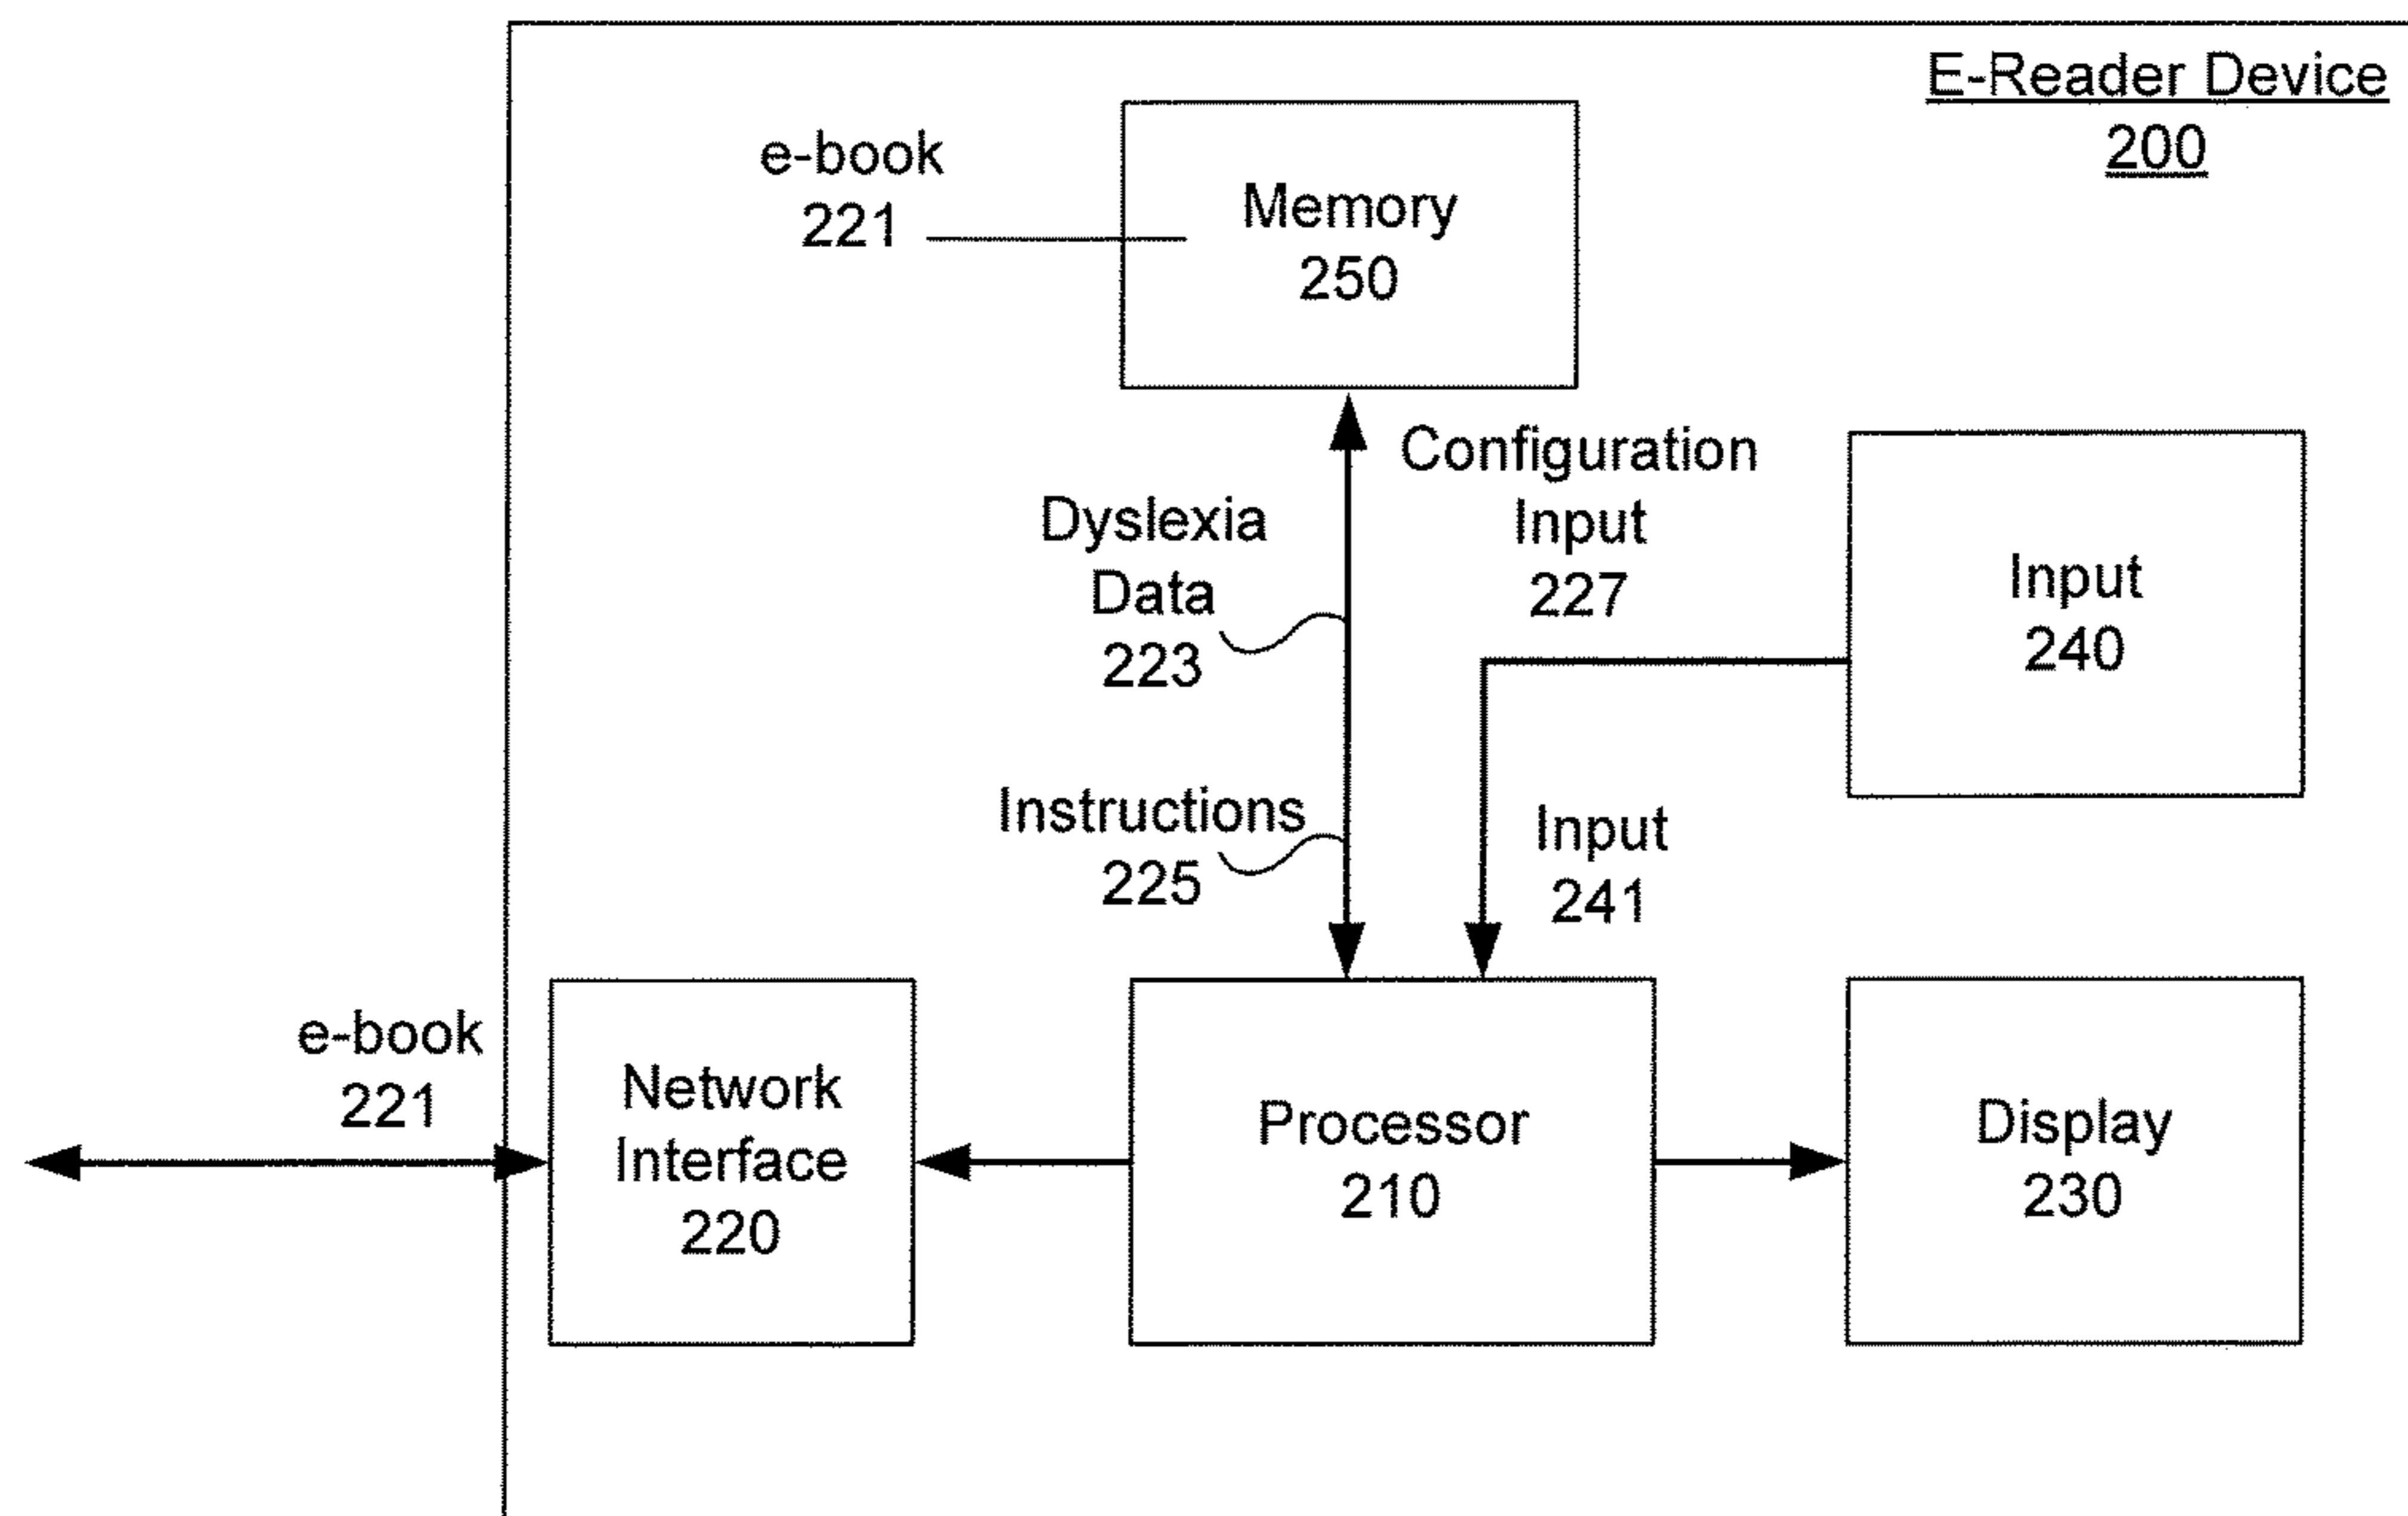 E-Reader Device
200
e-book
221
Memory
250
Configuration
Input
227
Dyslexia
Data
223
Input
240
Instructions
225
Input
241
e-book
221
Network
Interface
220
Processor
210
Display
230